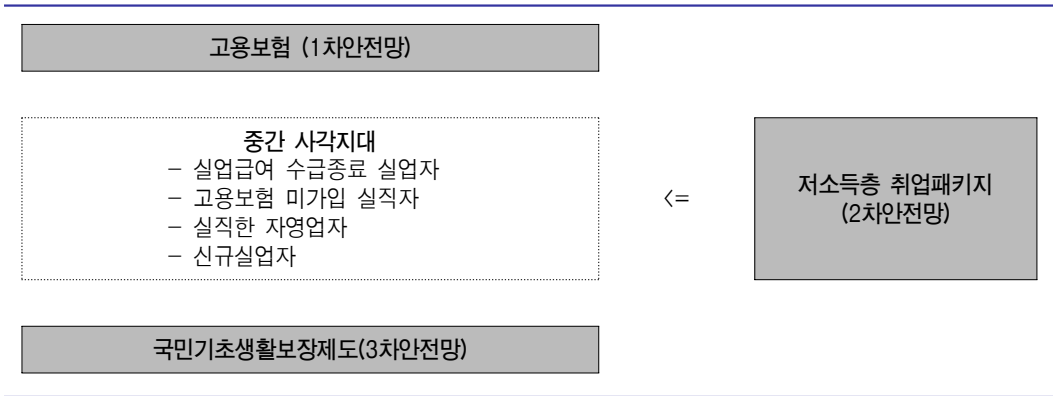 고용보험 (1차안전망)
중간 사각지대
- 실업급여 수급종료 실업자
- 고용보험 미가입 실직자
- 실직한 자영업자
- 신규실업자
<=
저소득층 취업패키지
(2차안전망)
국민기초생활보장제도(3차안전망)